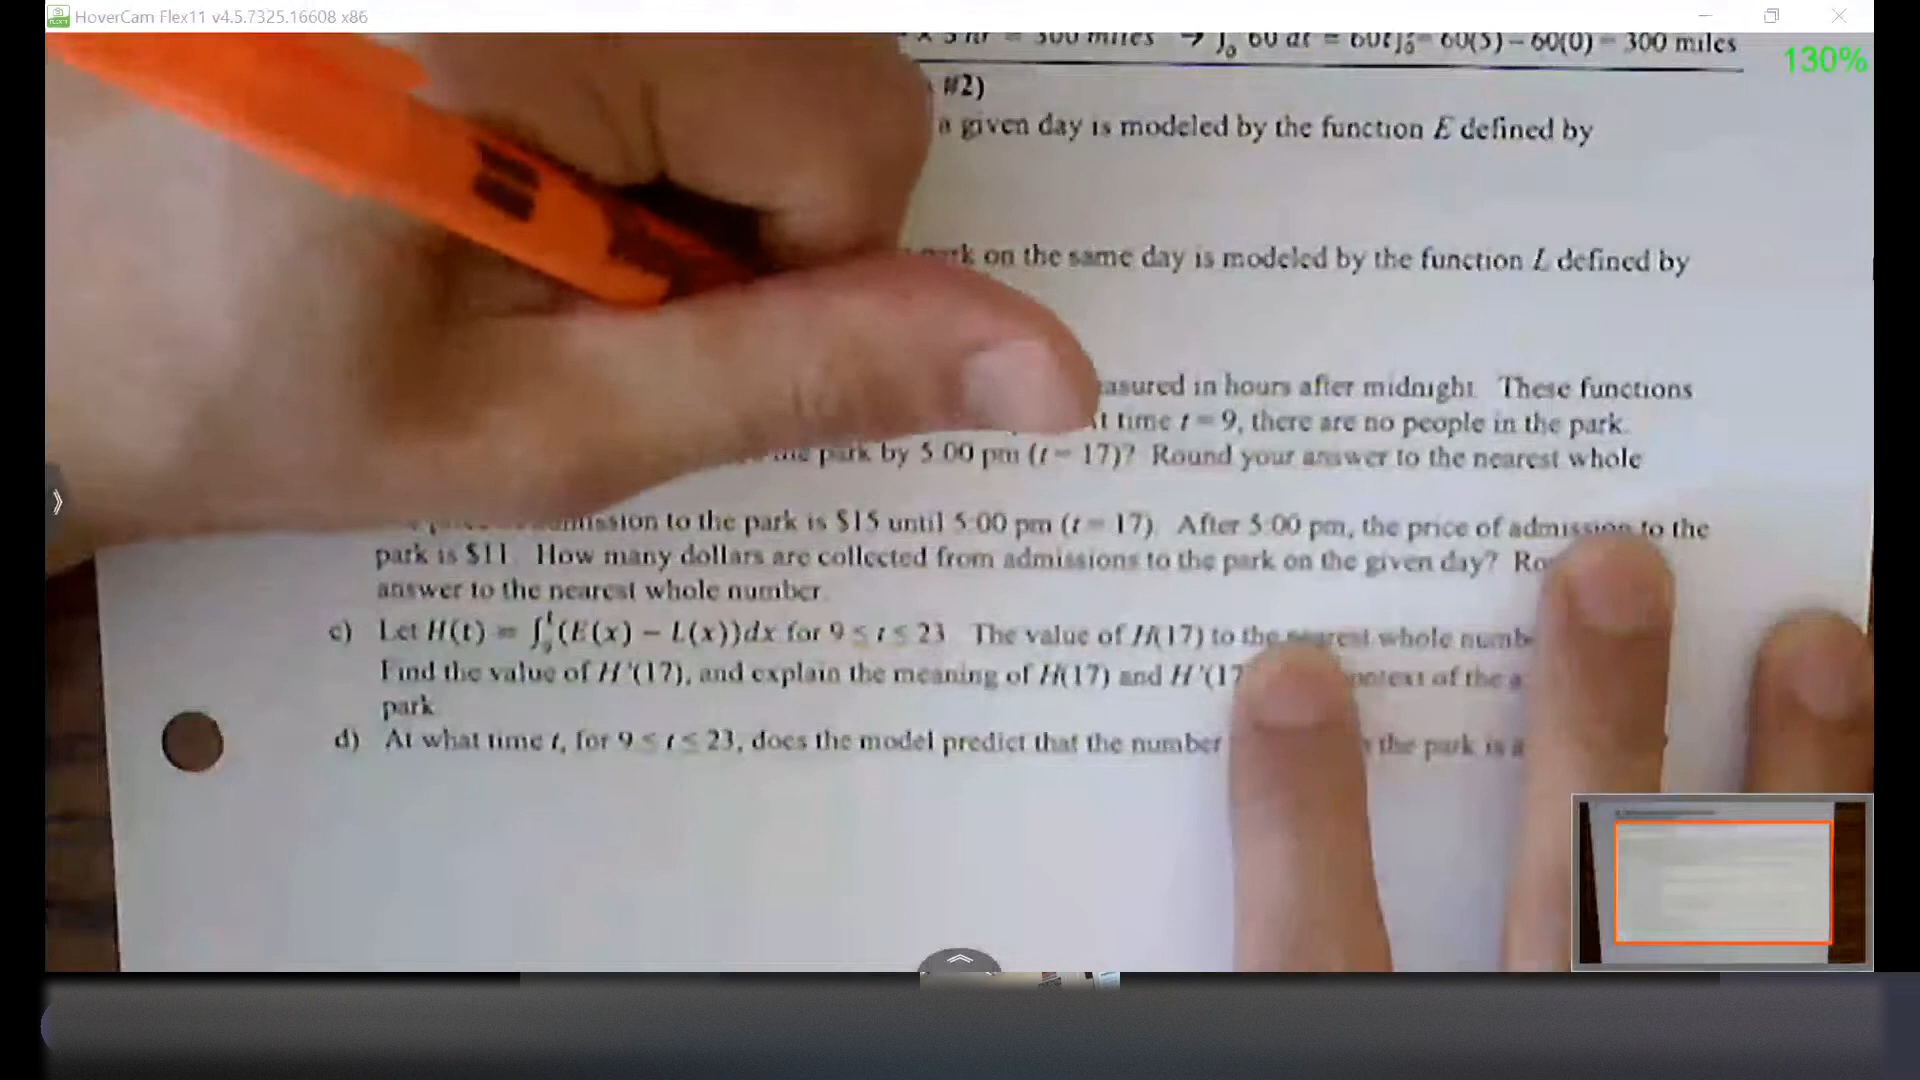 HoverCam Flex11 v4.5.7325.16608 x86
130%
300 miles → ∫₀ 60 dt = 60t]₀⁵ = 60(5) – 60(0) = 300 miles
#2)
a given day is modeled by the function E defined by
park on the same day is modeled by the function L defined by
measured in hours after midnight. These functions
At time t = 9, there are no people in the park.
the park by 5:00 pm (t = 17)? Round your answer to the nearest whole
admission to the park is $15 until 5:00 pm (t = 17). After 5:00 pm, the price of admission to the
park is $11. How many dollars are collected from admissions to the park on the given day?
answer to the nearest whole number.
c) Let H(t) = ∫₉ᵗ(E(x) – L(x))dx for 9 ≤ t ≤ 23. The value of H(17) to the nearest whole
Find the value of H'(17), and explain the meaning of H(17) and H'(17 context of the
park.
d) At what time t, for 9 ≤ t ≤ 23, does the model predict that the number the park is a